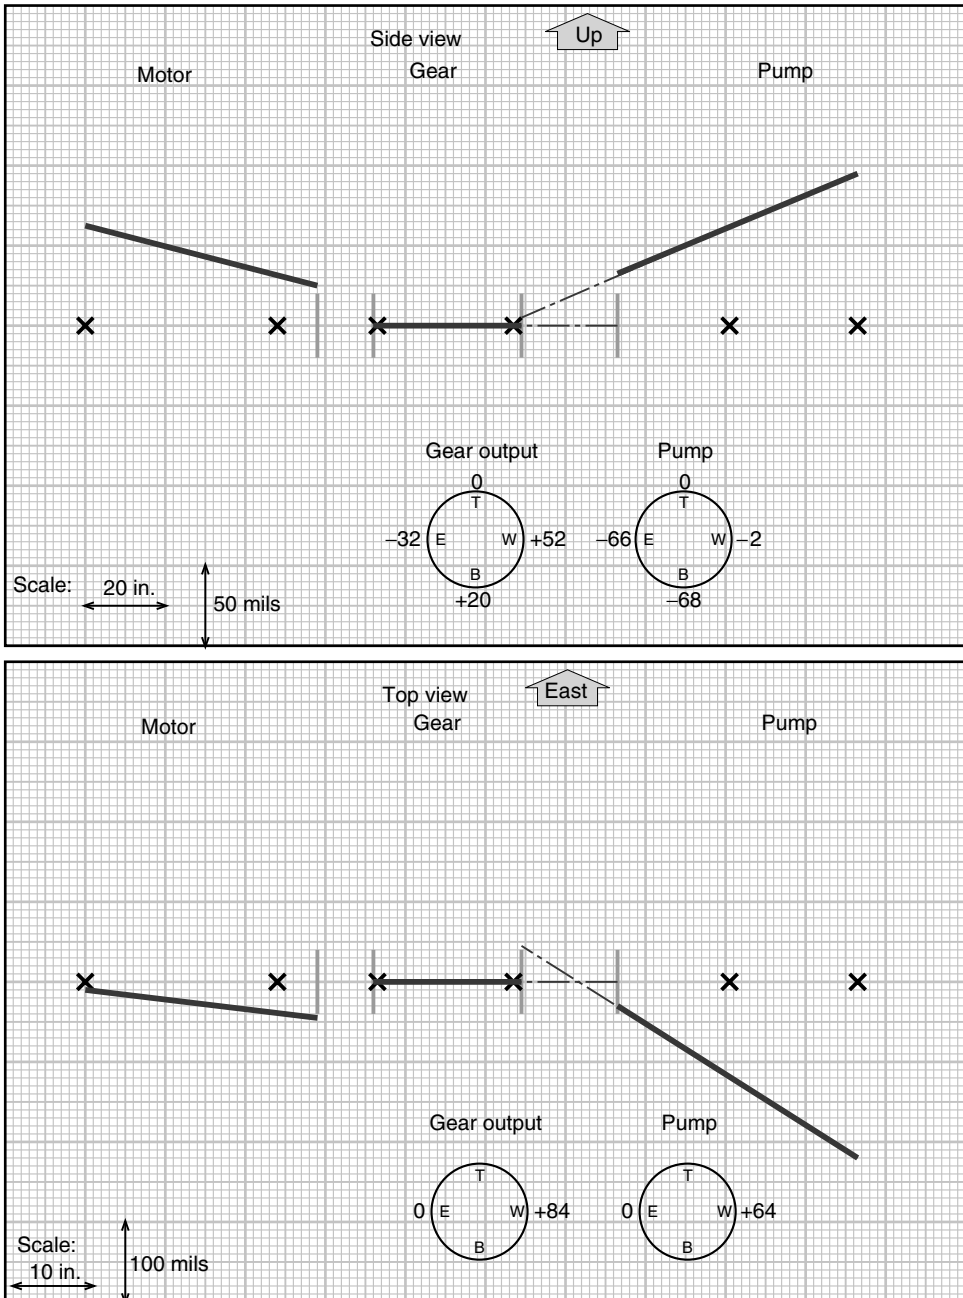 Side view
Up
Motor
Gear
Pump
Gear output
Pump
0
0
T
T
−32 E W +52
−66 E W −2
B
B
+20
−68
Scale:
20 in.
50 mils
Top view
East
Motor
Gear
Pump
Gear output
Pump
T
T
0 E W +84
0 E W +64
B
B
Scale:
10 in.
100 mils